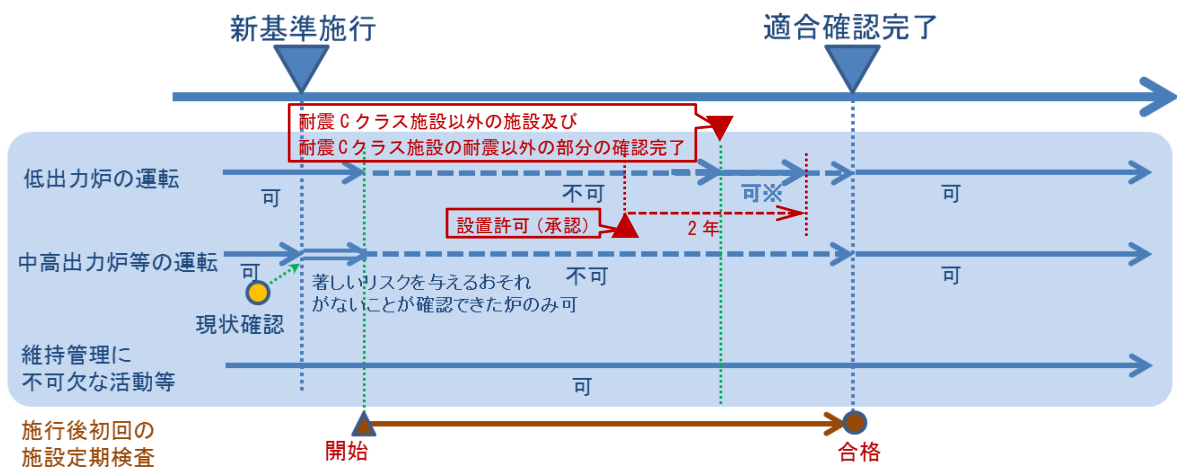 新基準施行
適合確認完了
耐震Cクラス施設以外の施設及び
耐震Cクラス施設の耐震以外の部分の確認完了
低出力炉の運転
可
不可
可※
可
設置許可（承認）
2年
中高出力炉等の運転
可
不可
可
著しいリスクを与えるおそれ
がないことが確認できた炉のみ可
現状確認
維持管理に
不可欠な活動等
可
施行後初回の
施設定期検査
開始
合格